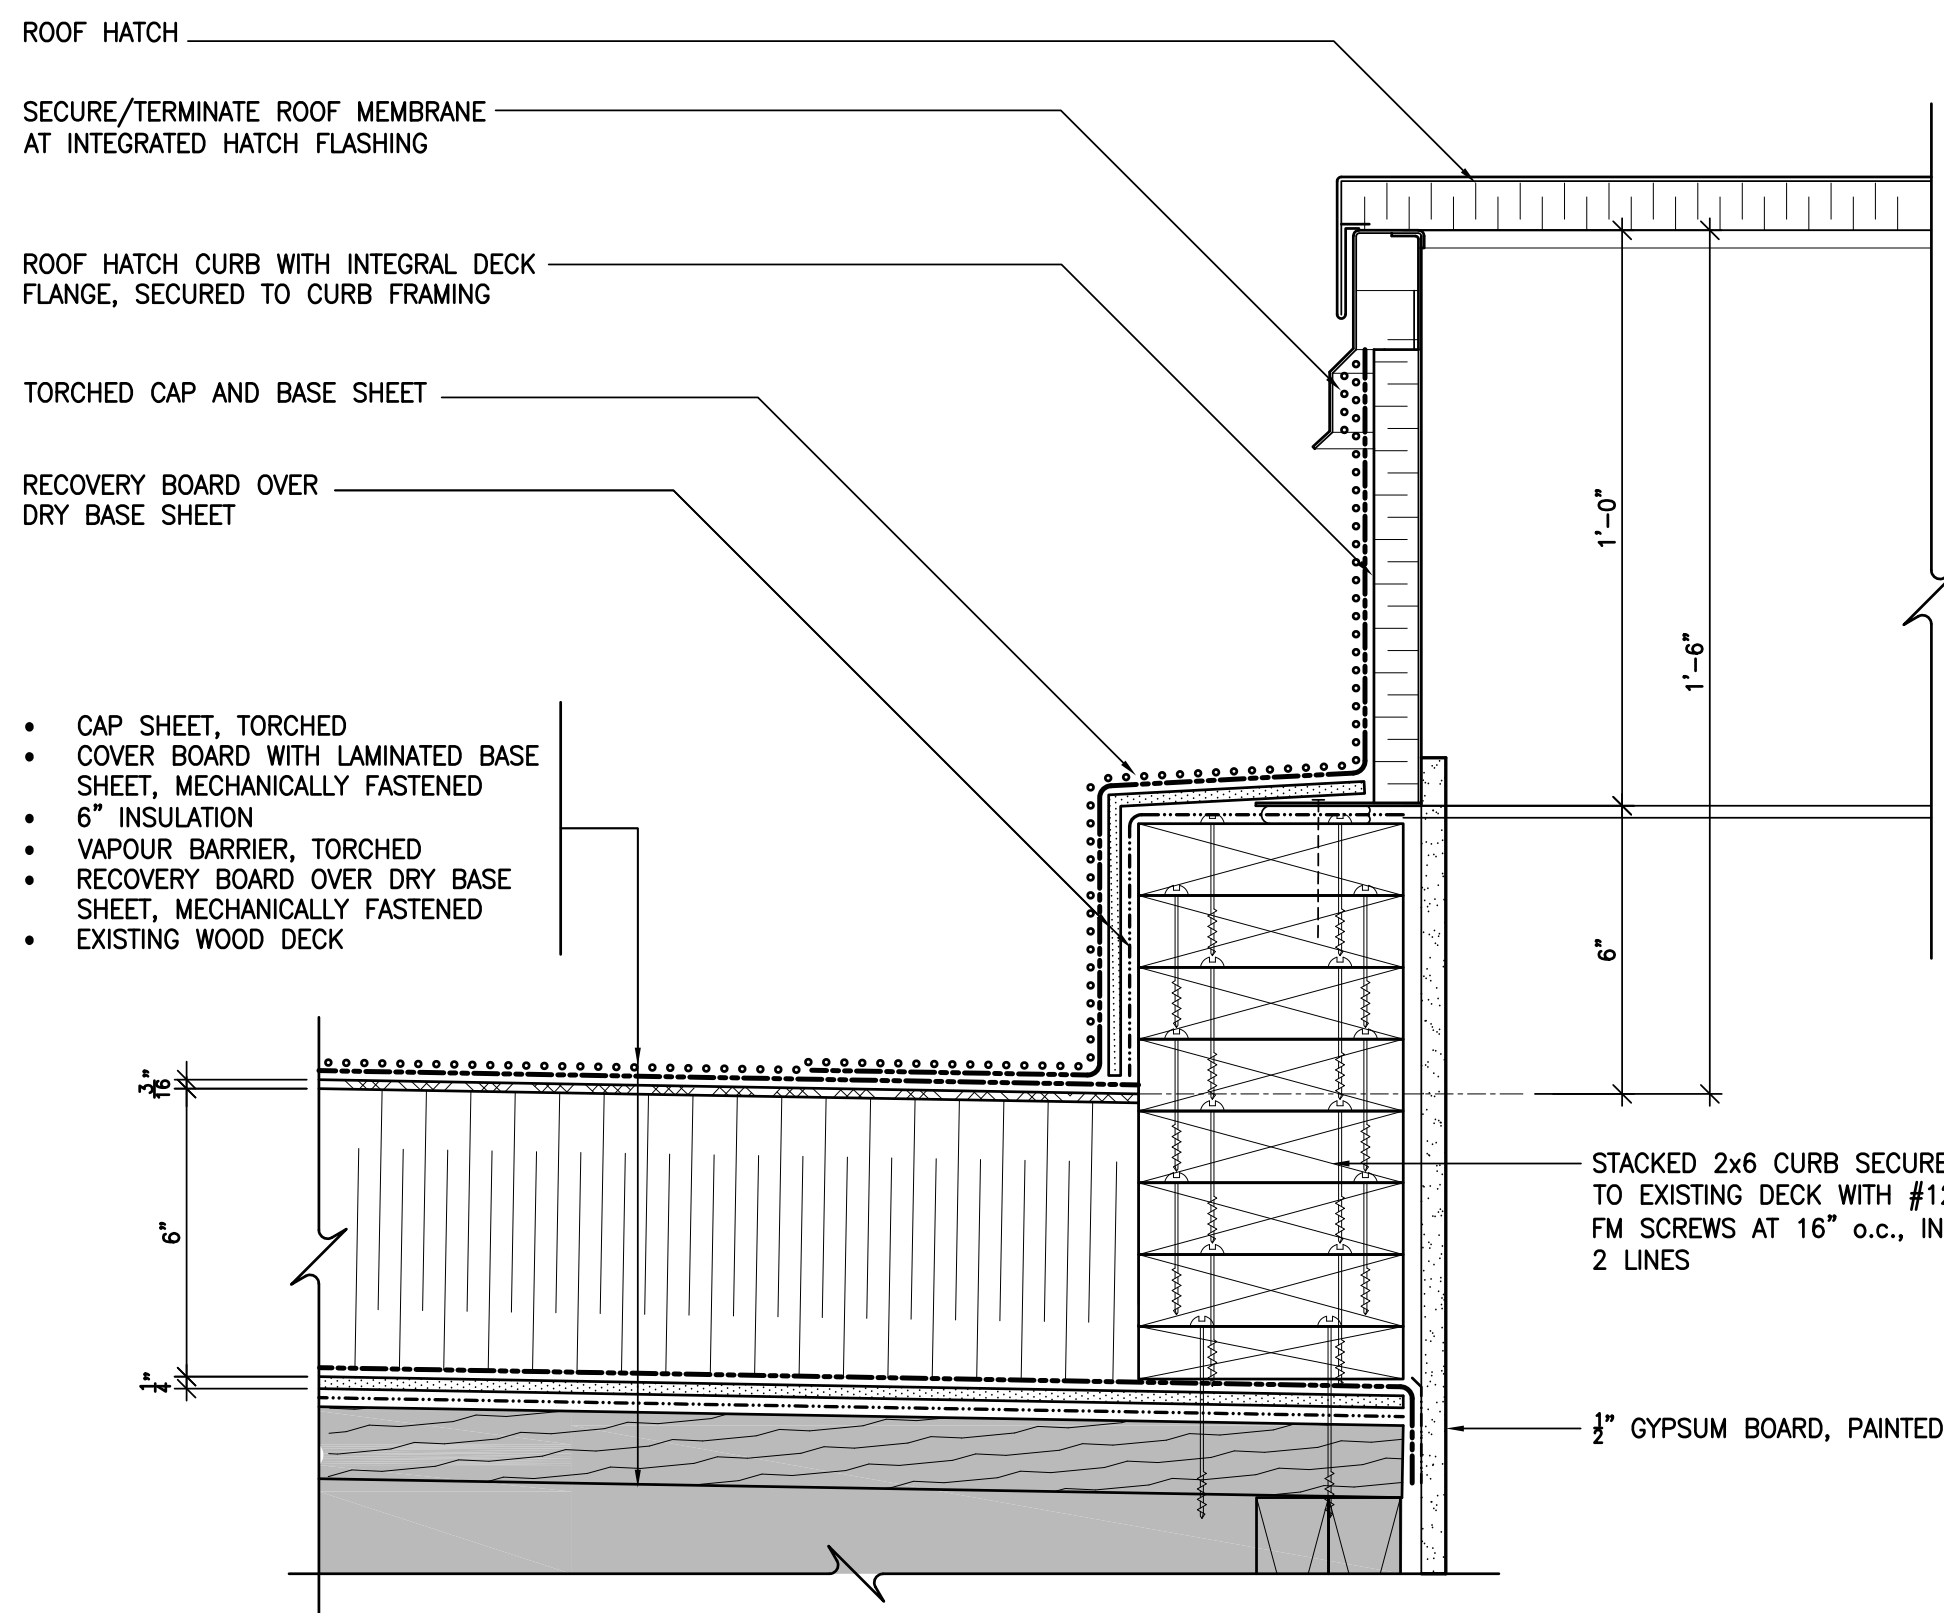 ROOF HATCH
SECURE/TERMINATE ROOF MEMBRANE
AT INTEGRATED HATCH FLASHING
ROOF HATCH CURB WITH INTEGRAL DECK
FLANGE, SECURED TO CURB FRAMING
TORCHED CAP AND BASE SHEET
RECOVERY BOARD OVER
DRY BASE SHEET
• CAP SHEET, TORCHED
• COVER BOARD WITH LAMINATED BASE
SHEET, MECHANICALLY FASTENED
• 6” INSULATION
• VAPOUR BARRIER, TORCHED
• RECOVERY BOARD OVER DRY BASE
SHEET, MECHANICALLY FASTENED
• EXISTING WOOD DECK
1'-0”
1'-6”
6”
3/16”
6”
1/4”
STACKED 2x6 CURB SECURE
TO EXISTING DECK WITH #12
FM SCREWS AT 16” o.c., IN
2 LINES
1/2” GYPSUM BOARD, PAINTED